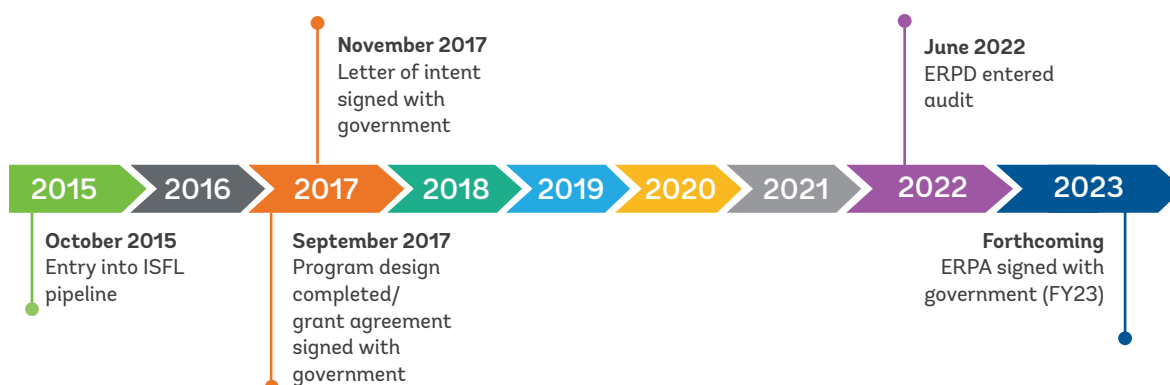 November 2017
Letter of intent
signed with
government
June 2022
ERPD entered
audit
2015
2016
2017
2018
2019
2020
2021
2022
2023
October 2015
Entry into ISFL
pipeline
September 2017
Program design
completed/
grant agreement
signed with
government
Forthcoming
ERPA signed with
government (FY23)